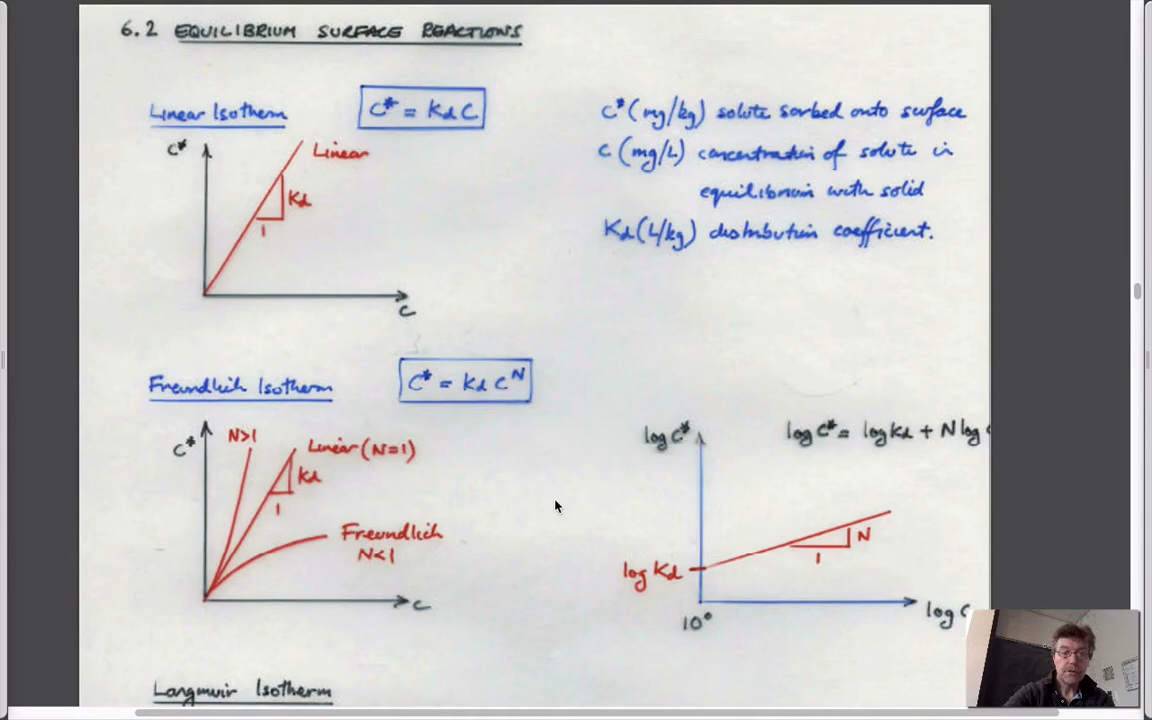 6.2 EQUILIBRIUM SURFACE REACTIONS
Linear Isotherm
C* = Kd C
C*
Linear
Kd
1
C
C* (mg/kg) solute sorbed onto surface
C (mg/L) concentration of solute in
equilibrium with solid
Kd (L/kg) distribution coefficient.
Freundlich Isotherm
C* = Kd C^N
C*
N>1
Linear (N=1)
Kd
1
Freundlich
N<1
C
log C*
log C* = log Kd + N log
N
1
log Kd
10°
log C
Langmuir Isotherm